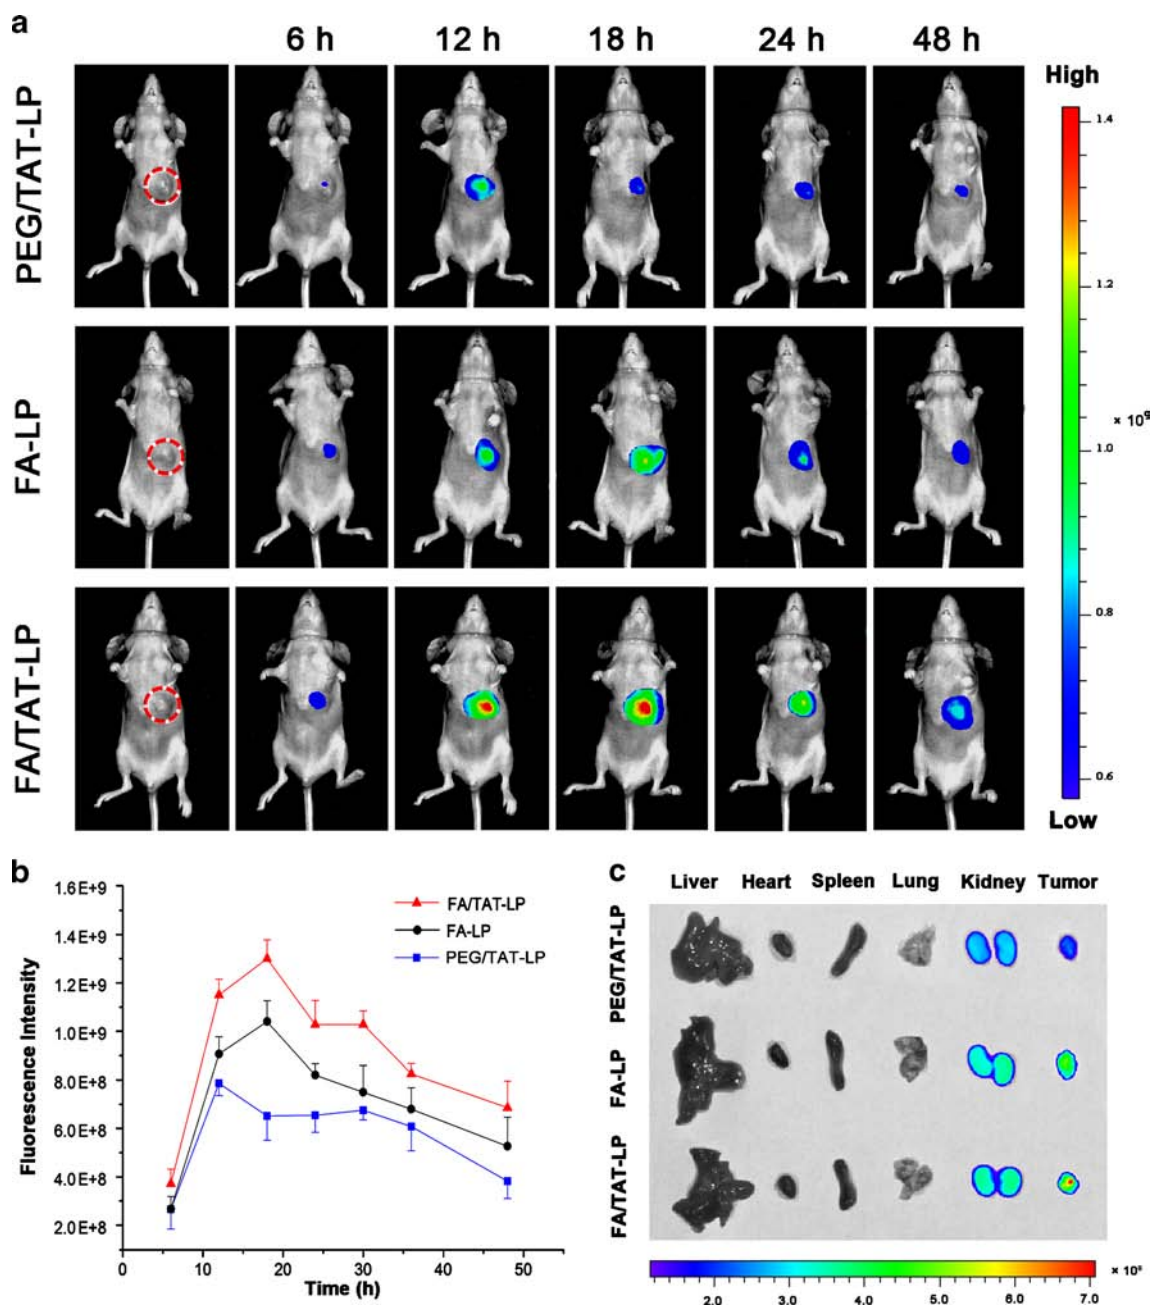 a
6 h 12 h 18 h 24 h 48 h
High
PEG/TAT-LP
FA-LP
FA/TAT-LP
1.4
1.2
1.0
0.8
0.6
Low
b
1.6E+9
1.4E+9
1.2E+9
1.0E+9
8.0E+8
6.0E+8
4.0E+8
2.0E+8
Fluorescence Intensity
FA/TAT-LP
FA-LP
PEG/TAT-LP
0 10 20 30 40 50
Time (h)
c
Liver Heart Spleen Lung Kidney Tumor
PEG/TAT-LP
FA-LP
FA/TAT-LP
2.0 3.0 4.0 5.0 6.0 7.0